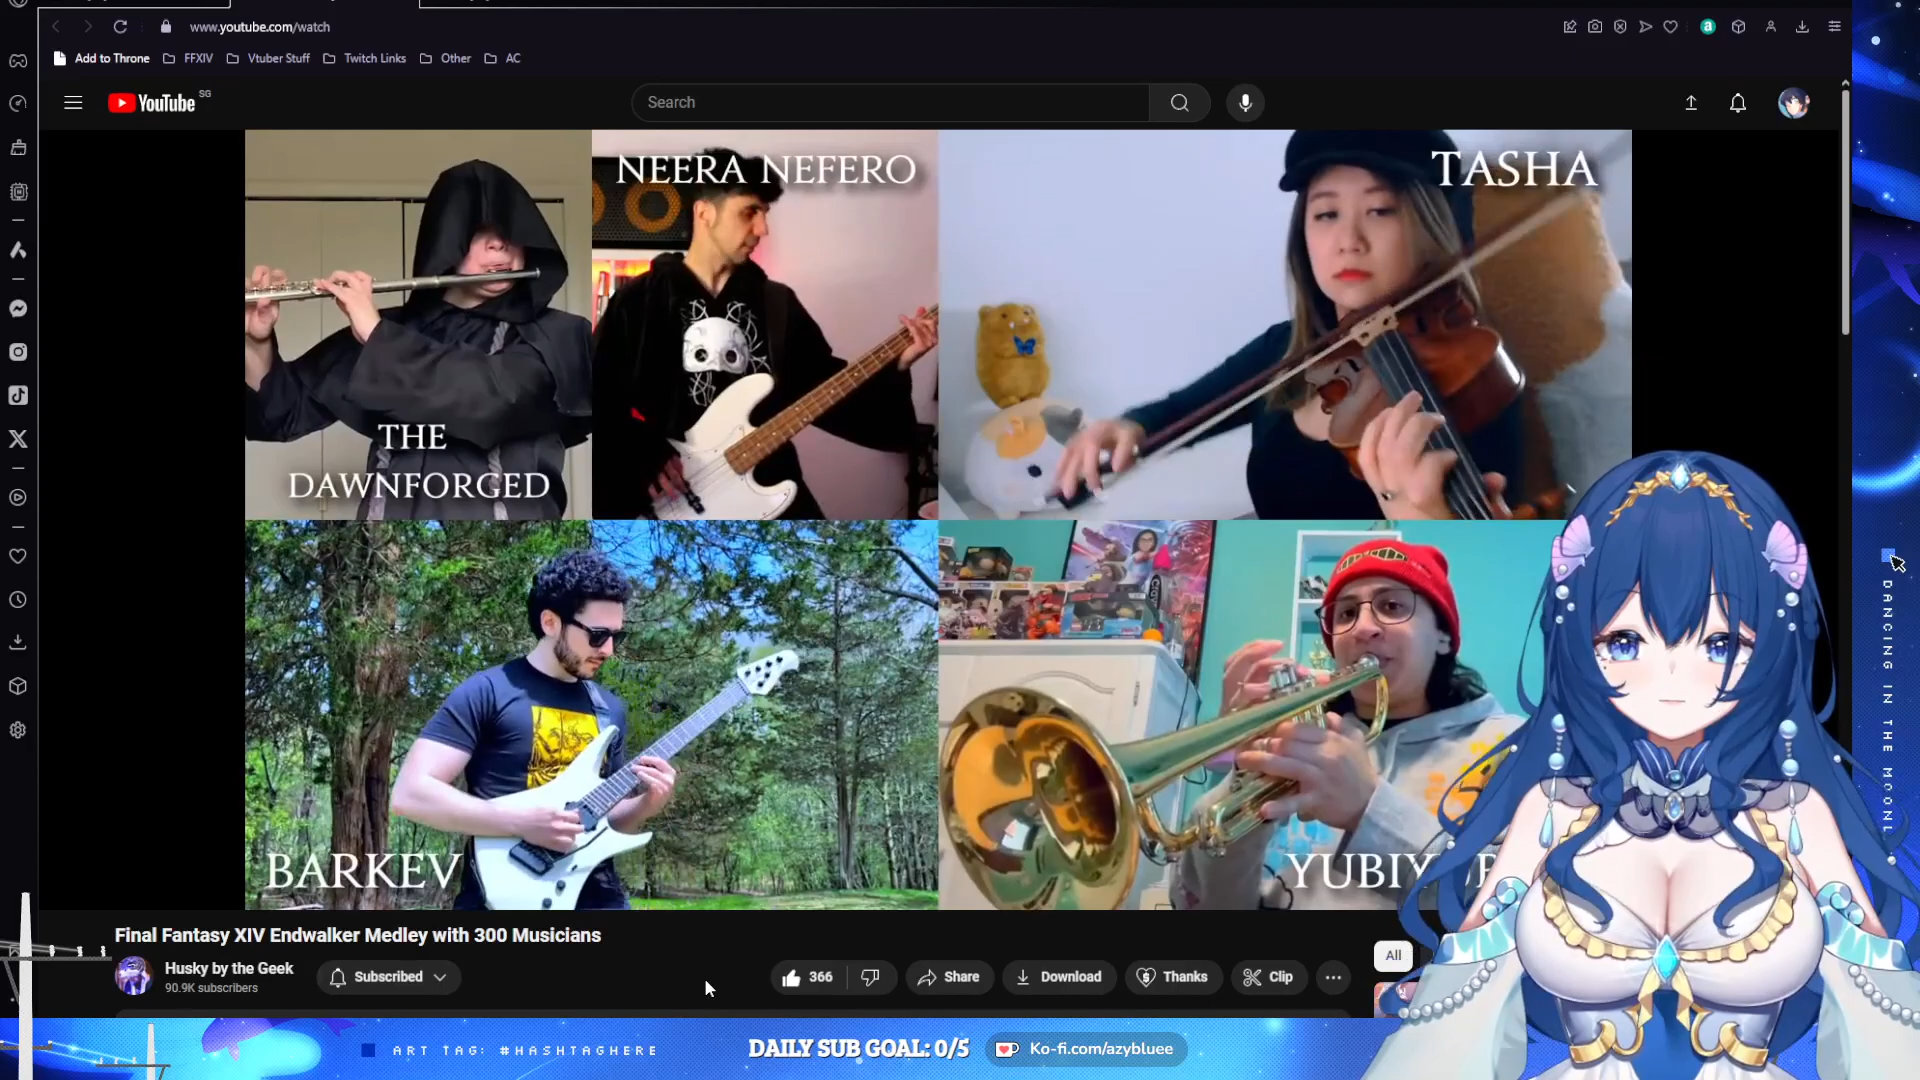 www.youtube.com/watch
Add to Throne
FFXIV
Vtuber Stuff
Twitch Links
Other
AC
YouTube SG
Search
NEERA NEFERO
TASHA
THE
DAWNFORGED
BARKEV
Final Fantasy XIV Endwalker Medley with 300 Musicians
Husky by the Geek
90.9K subscribers
Subscribed
366
Share
Download
Thanks
Clip
All
ART TAG: #HASHTAGHERE
DAILY SUB GOAL: 0/5
Ko-fi.com/azybluee
DANCING IN THE